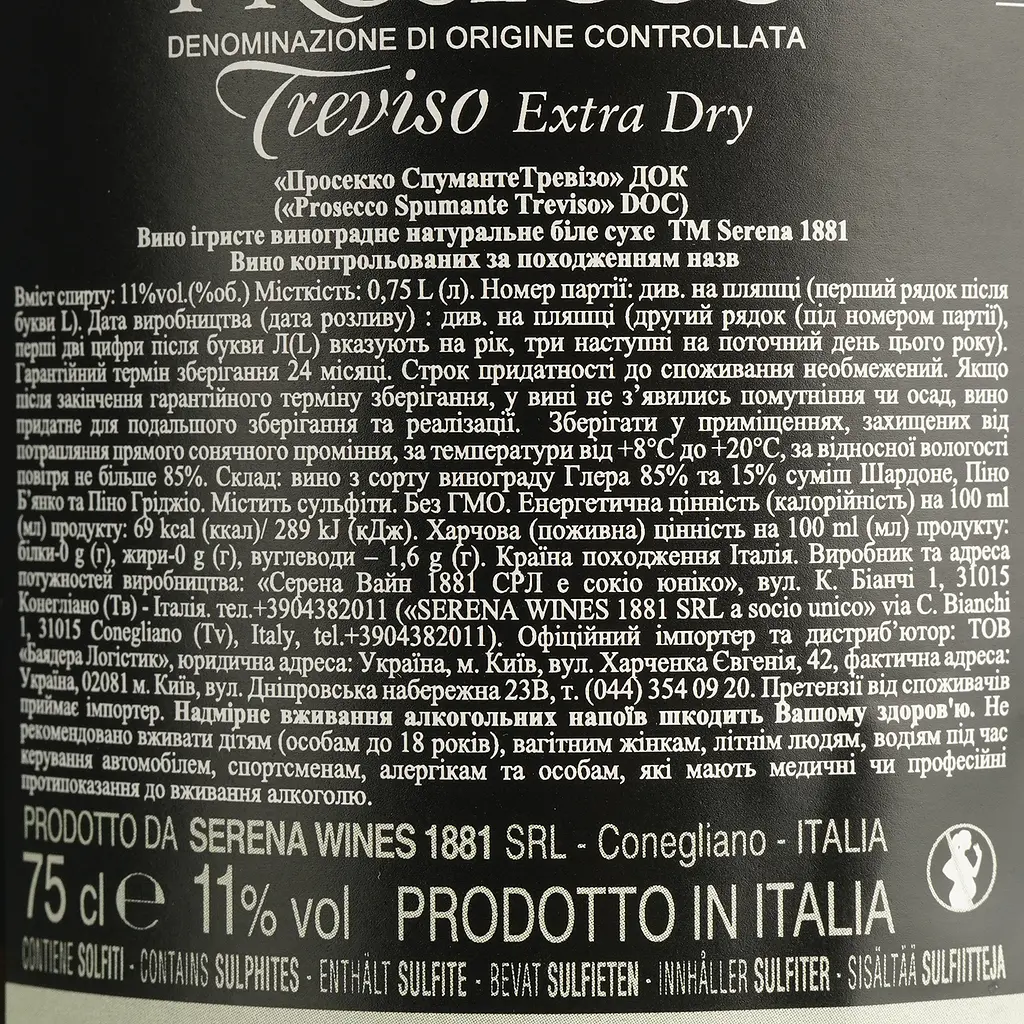 PROSECCO
DENOMINAZIONE DI ORIGINE CONTROLLATA
Treviso Extra Dry
«Просекко СпумантеТревізо» ДОК
(«Prosecco Spumante Treviso» DOC)
Вино ігристе виноградне натуральне біле сухе ТМ Serena 1881
Вино контрольованих за походженням назв
Вміст спирту: 11%vol.(%об.) Місткість: 0,75 L (л). Номер партії: див. на пляшці (перший рядок після
букви L). Дата виробництва (дата розливу) : див. на пляшці (другий рядок (під номером партії),
перші дві цифри після букви Л(L) вказують на рік, три наступні на поточний день цього року).
Гарантійний термін зберігання 24 місяці. Строк придатності до споживання необмежений. Якщо
після закінчення гарантійного терміну зберігання, у вині не з’явились помутніння чи осад, вино
придатне для подальшого зберігання та реалізації. Зберігати у приміщеннях, захищених від
потрапляння прямого сонячного проміння, за температури від +8°C до +20°C, за відносної вологості
повітря не більше 85%. Склад: вино з сорту винограду Глера 85% та 15% суміш Шардоне, Піно
Б’янко та Піно Гріджіо. Містить сульфіти. Без ГМО. Енергетична цінність (калорійність) на 100 ml
(мл) продукту: 69 kcal (ккал)/ 289 kJ (кДж). Харчова (поживна) цінність на 100 ml (мл) продукту:
білки-0 g (г), жири-0 g (г), вуглеводи – 1,6 g (г). Країна походження Італія. Виробник та адреса
потужностей виробництва: «Серена Вайн 1881 СРЛ е сокіо юніко», вул. К. Біанчі 1, 31015
Конегліано (Тв) - Італія. тел.+3904382011 («SERENA WINES 1881 SRL a socio unico» via C. Bianchi
1, 31015 Conegliano (Tv), Italy, tel.+3904382011). Офіційний імпортер та дистриб’ютор: ТОВ
«Баядера Логістик», юридична адреса: Україна, м. Київ, вул. Харченка Євгенія, 42, фактична адреса:
Україна, 02081 м. Київ, вул. Дніпровська набережна 23В, т. (044) 354 09 20. Претензії від споживачів
приймає імпортер. Надмірне вживання алкогольних напоїв шкодить Вашому здоров'ю. Не
рекомендовано вживати дітям (особам до 18 років), вагітним жінкам, літнім людям, водіям під час
керування автомобілем, спортсменам, алергікам та особам, які мають медичні чи професійні
протипоказання до вживання алкоголю.
PRODOTTO DA SERENA WINES 1881 SRL - Conegliano - ITALIA
75 cl e 11% vol PRODOTTO IN ITALIA
CONTIENE SOLFITI - CONTAINS SULPHITES - ENTHÄLT SULFITE - BEVAT SULFIETEN - INNHÅLLER SULFITER - SISÄLTÄÄ SULFIITTEJA